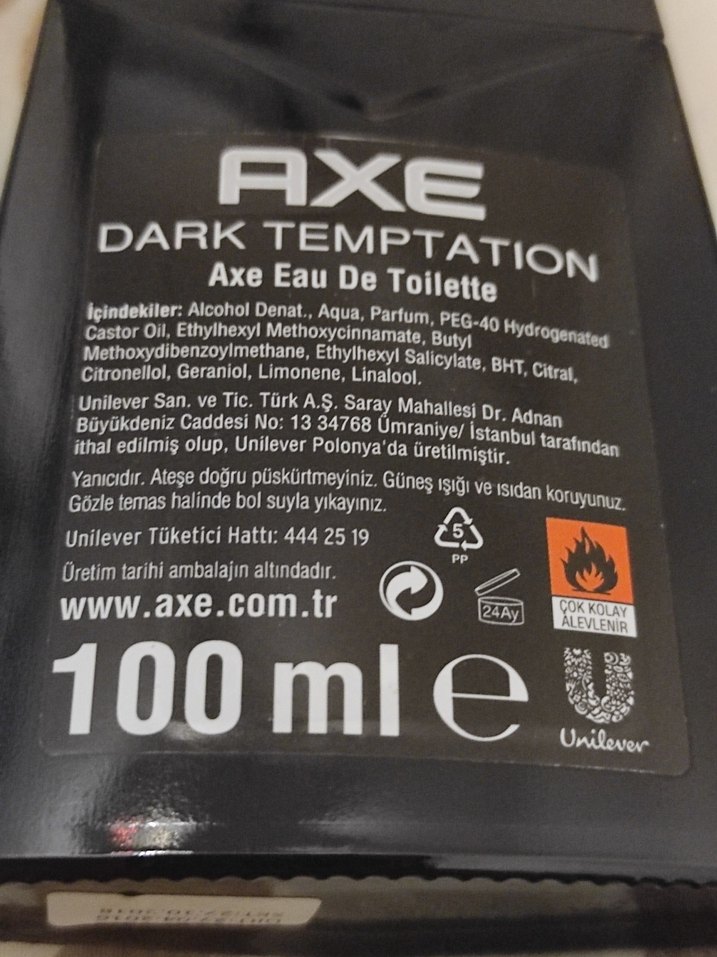 AXE
DARK TEMPTATION
Axe Eau De Toilette
İçindekiler: Alcohol Denat., Aqua, Parfum, PEG-40 Hydrogenated
Castor Oil, Ethylhexyl Methoxycinnamate, Butyl
Methoxydibenzoylmethane, Ethylhexyl Salicylate, BHT, Citral,
Citronellol, Geraniol, Limonene, Linalool.
Unilever San. ve Tic. Türk A.Ş. Saray Mahallesi Dr. Adnan
Büyükdeniz Caddesi No: 13 34768 Ümraniye/ İstanbul tarafından
ithal edilmiş olup, Unilever Polonya'da üretilmiştir.
Yanıcıdır. Ateşe doğru püskürtmeyiniz. Güneş ışığı ve ısıdan koruyunuz.
Gözle temas halinde bol suyla yıkayınız.
Unilever Tüketici Hattı: 444 25 19
5
PP
Üretim tarihi ambalajın altındadır.
24Ay
ÇOK KOLAY
ALEVLENİR
www.axe.com.tr
100 ml e
Unilever